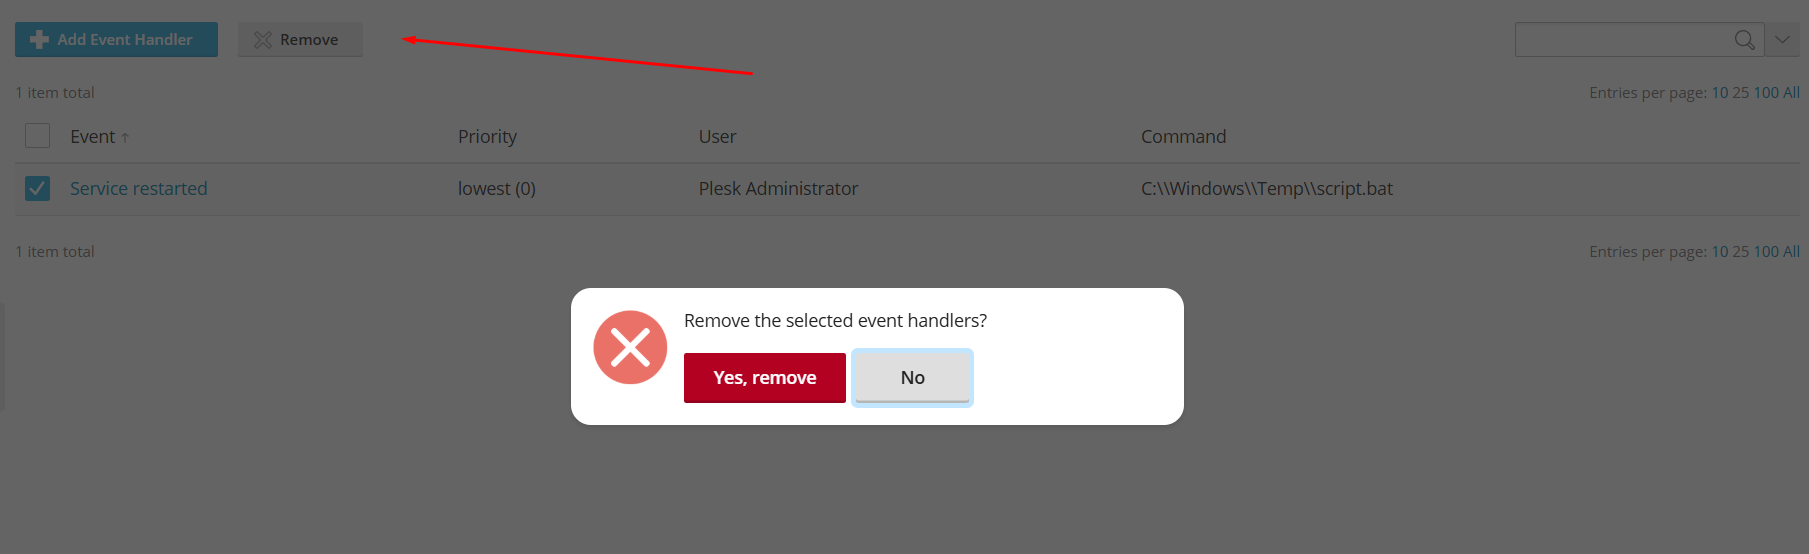 Add Event Handler Remove
1 item total Entries per page: 10 25 100 All
Event ↑ Priority User Command
Service restarted lowest (0) Plesk Administrator C:\\Windows\\Temp\\script.bat
1 item total Entries per page: 10 25 100 All
Remove the selected event handlers?
Yes, remove No